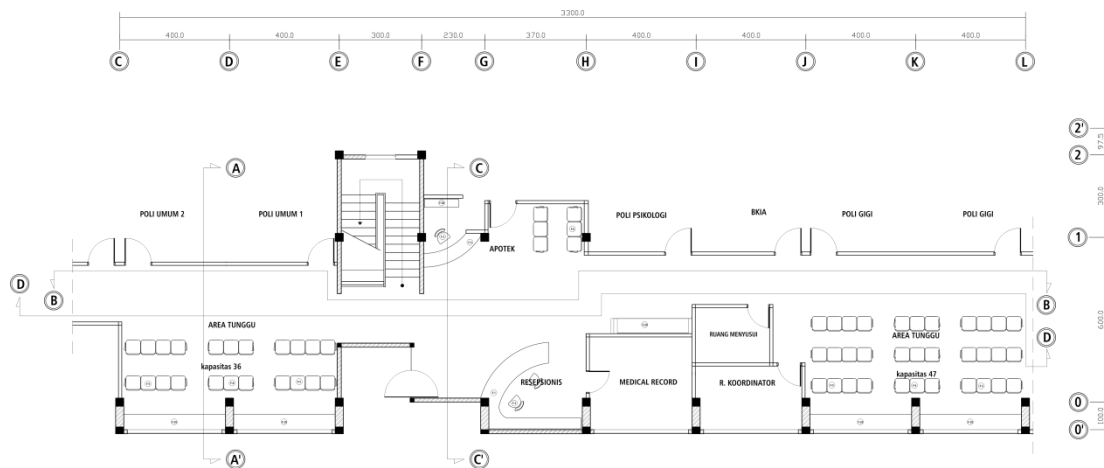 3300.0
400.0 400.0 300.0 230.0 370.0 400.0 400.0 400.0 400.0
C D E F G H I J K L
2'
97.5
2
A C
300.0
POLI UMUM 2 POLI UMUM 1 POLI PSIKOLOGI BKIA POLI GIGI POLI GIGI
1
APOTEK
D
B B
600.0
AREA TUNGGU RUANG MENYUSUI AREA TUNGGU
D
kapasitas 36 RESEPSIONIS MEDICAL RECORD R. KOORDINATOR kapasitas 47
0
100.0
0'
A' C'